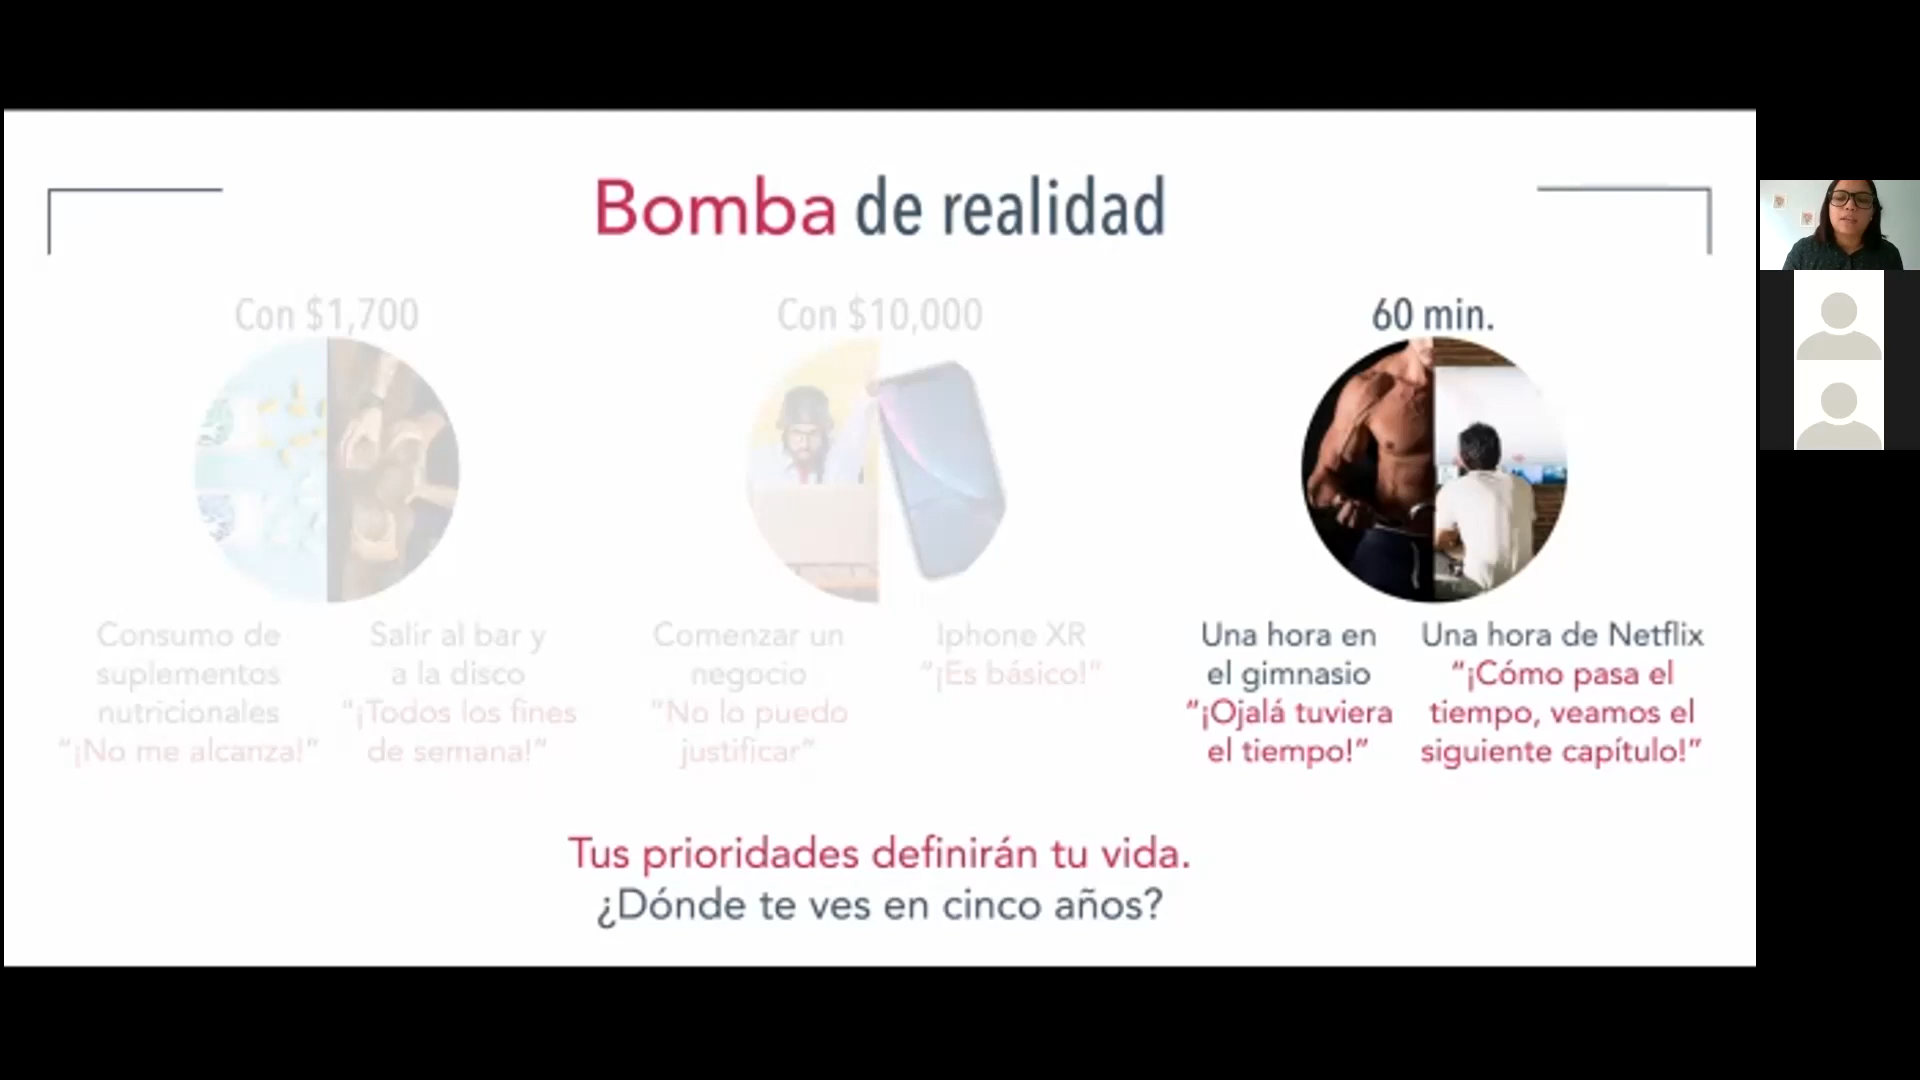 Bomba de realidad
Con $1,700
Consumo de
suplementos
nutricionales
“¡No me alcanza!”
Salir al bar y
a la disco
“¡Todos los fines
de semana!”
Con $10,000
Comenzar un
negocio
“No lo puedo
justificar”
Iphone XR
“¡Es básico!”
60 min.
Una hora en
el gimnasio
“¡Ojalá tuviera
el tiempo!”
Una hora de Netflix
“¡Cómo pasa el
tiempo, veamos el
siguiente capítulo!”
Tus prioridades definirán tu vida.
¿Dónde te ves en cinco años?